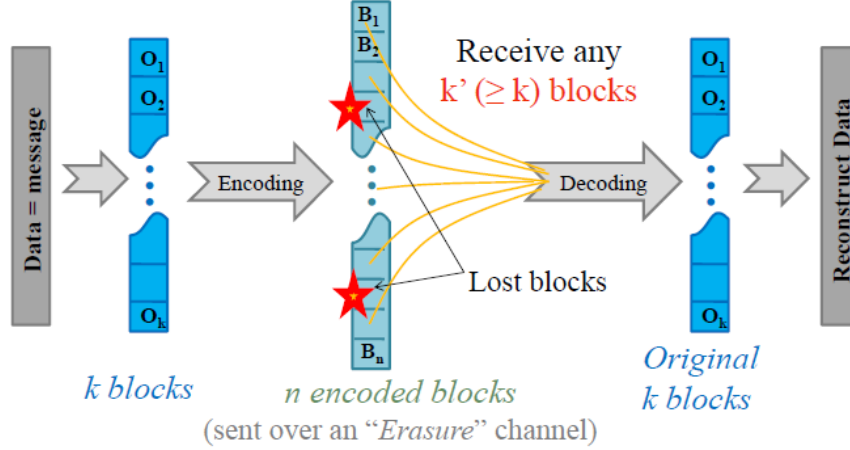 Data = message
O1
O2
Ok
k blocks
Encoding
B1
B2
Bn
n encoded blocks
(sent over an “Erasure” channel)
Receive any
k’ (≥ k) blocks
Lost blocks
Decoding
O1
O2
Ok
Original
k blocks
Reconstruct Data